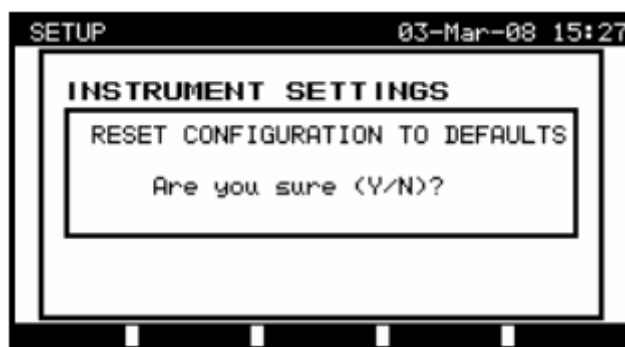 SETUP 03-Mar-08 15:27
INSTRUMENT SETTINGS
RESET CONFIGURATION TO DEFAULTS
Are you sure (Y/N)?